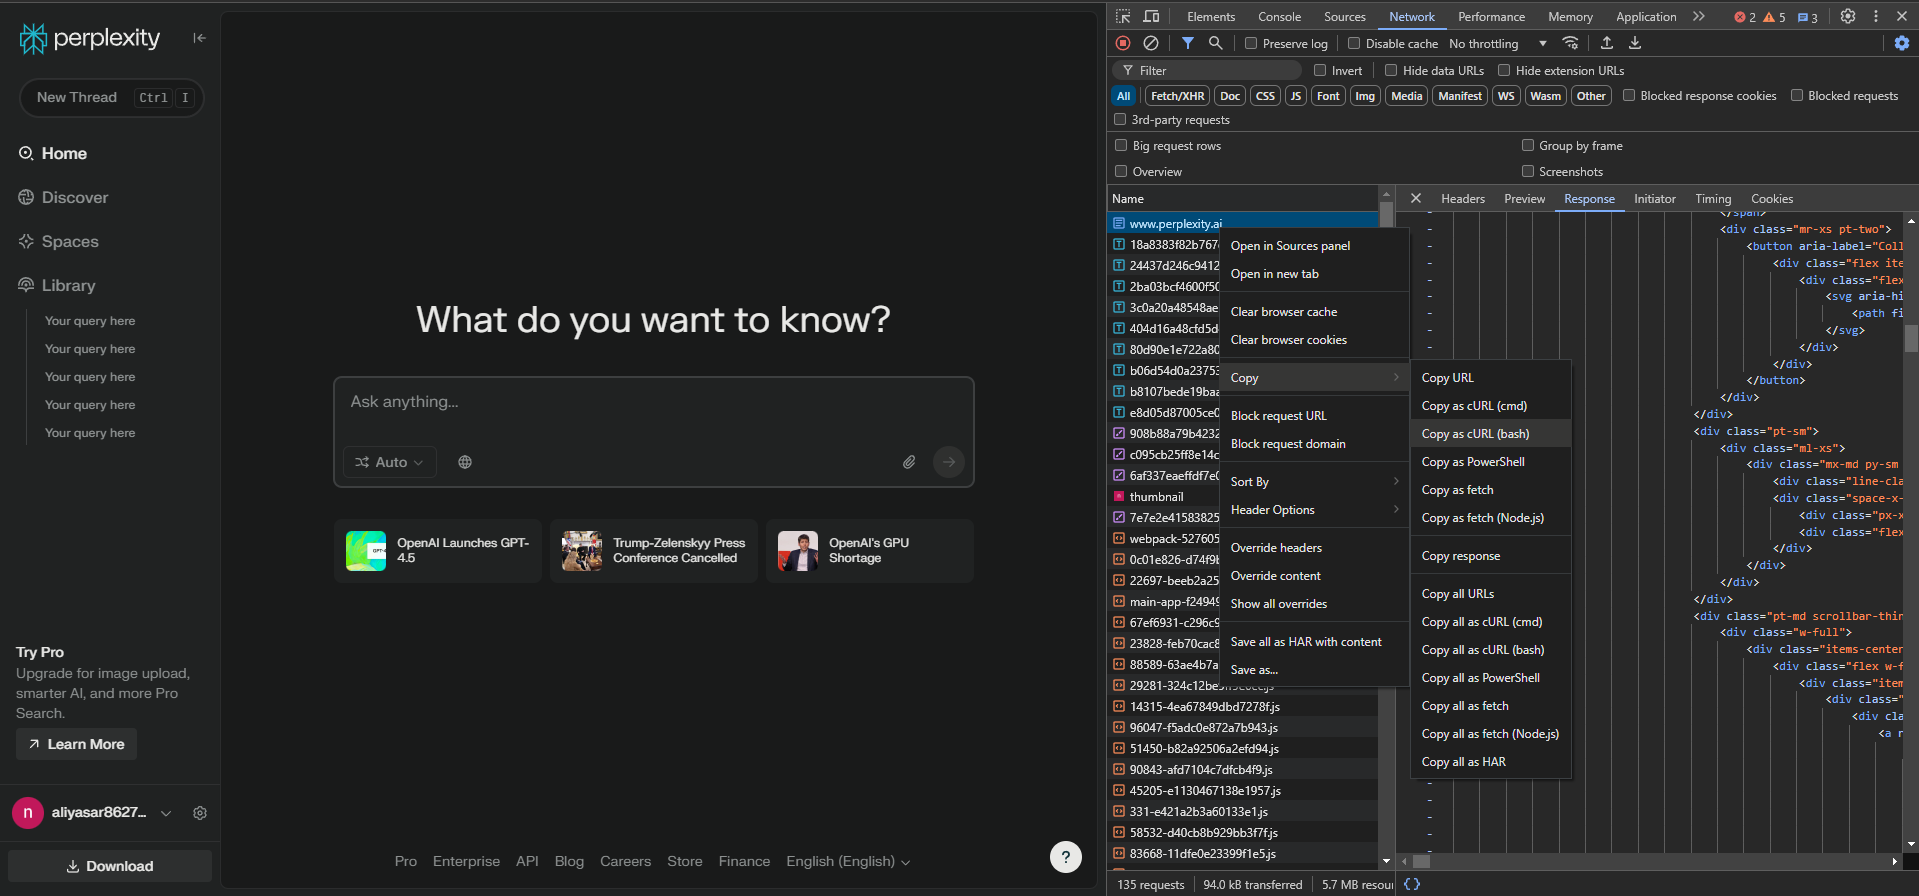 perplexity
New Thread Ctrl I
Home
Discover
Spaces
Library
Your query here
Your query here
Your query here
Your query here
Your query here
Try Pro
Upgrade for image upload,
smarter AI, and more Pro
Search.
Learn More
n aliyasar8627...
Download
What do you want to know?
Ask anything...
Auto
OpenAI Launches GPT-
4.5
Trump-Zelenskyy Press
Conference Cancelled
OpenAI's GPU
Shortage
Pro Enterprise API Blog Careers Store Finance English (English)
?
Elements Console Sources Network Performance Memory Application 2 5 3
Preserve log Disable cache No throttling
Filter Invert Hide data URLs Hide extension URLs
All Fetch/XHR Doc CSS JS Font Img Media Manifest WS Wasm Other Blocked response cookies Blocked requests
3rd-party requests
Big request rows Group by frame
Overview Screenshots
Name
www.perplexity.ai
18a8383f82b767
24437d246c9412
2ba03bcf4600f50
3c0a20a48548ae
404d16a48cfd5d
80d90e1e722a80
b06d54d0a23753
b8107bede19baa
e8d05d87005ce0
908b88a79b4232
c095cb25ff8e14c
6af337eaeffdf7e0
thumbnail
7e7e2e41583825
webpack-527605
0c01e826-d74f9b
22697-beeb2a25
main-app-f24949
67ef6931-c296c9
23828-feb70cac8
88589-63ae4b7a
14315-4ea67849dbd7278f.js
96047-f5adc0e872a7b943.js
51450-b82a92506a2efd94.js
90843-afd7104c7dfcb4f9.js
45205-e1130467138e1957.js
331-e421a2b3a60133e1.js
58532-d40cb8b929bb3f7f.js
83668-11dfe0e23399f1e5.js
135 requests 94.0 kB transferred 5.7 MB resou
Open in Sources panel
Open in new tab
Clear browser cache
Clear browser cookies
Copy
Block request URL
Block request domain
Sort By
Header Options
Override headers
Override content
Show all overrides
Save all as HAR with content
Save as...
Copy URL
Copy as cURL (cmd)
Copy as cURL (bash)
Copy as PowerShell
Copy as fetch
Copy as fetch (Node.js)
Copy response
Copy all URLs
Copy all as cURL (cmd)
Copy all as cURL (bash)
Copy all as PowerShell
Copy all as fetch
Copy all as fetch (Node.js)
Copy all as HAR
Headers Preview Response Initiator Timing Cookies
</span>
<div class="mr-xs pt-two">
<button aria-label="Coll
<div class="flex ite
<div class="flex
<svg aria-hi
<path fi
</svg>
</div>
</div>
</button>
</div>
</div>
<div class="pt-sm">
<div class="ml-xs">
<div class="mx-md py-sm
<div class="line-cla
<div class="space-x-
<div class="px-x
<div class="flex
</div>
</div>
</div>
</div>
<div class="pt-md scrollbar-thin
<div class="w-full">
<div class="items-center
<div class="flex w-f
<div class="item
<div class="
<div cla
<a r
{}